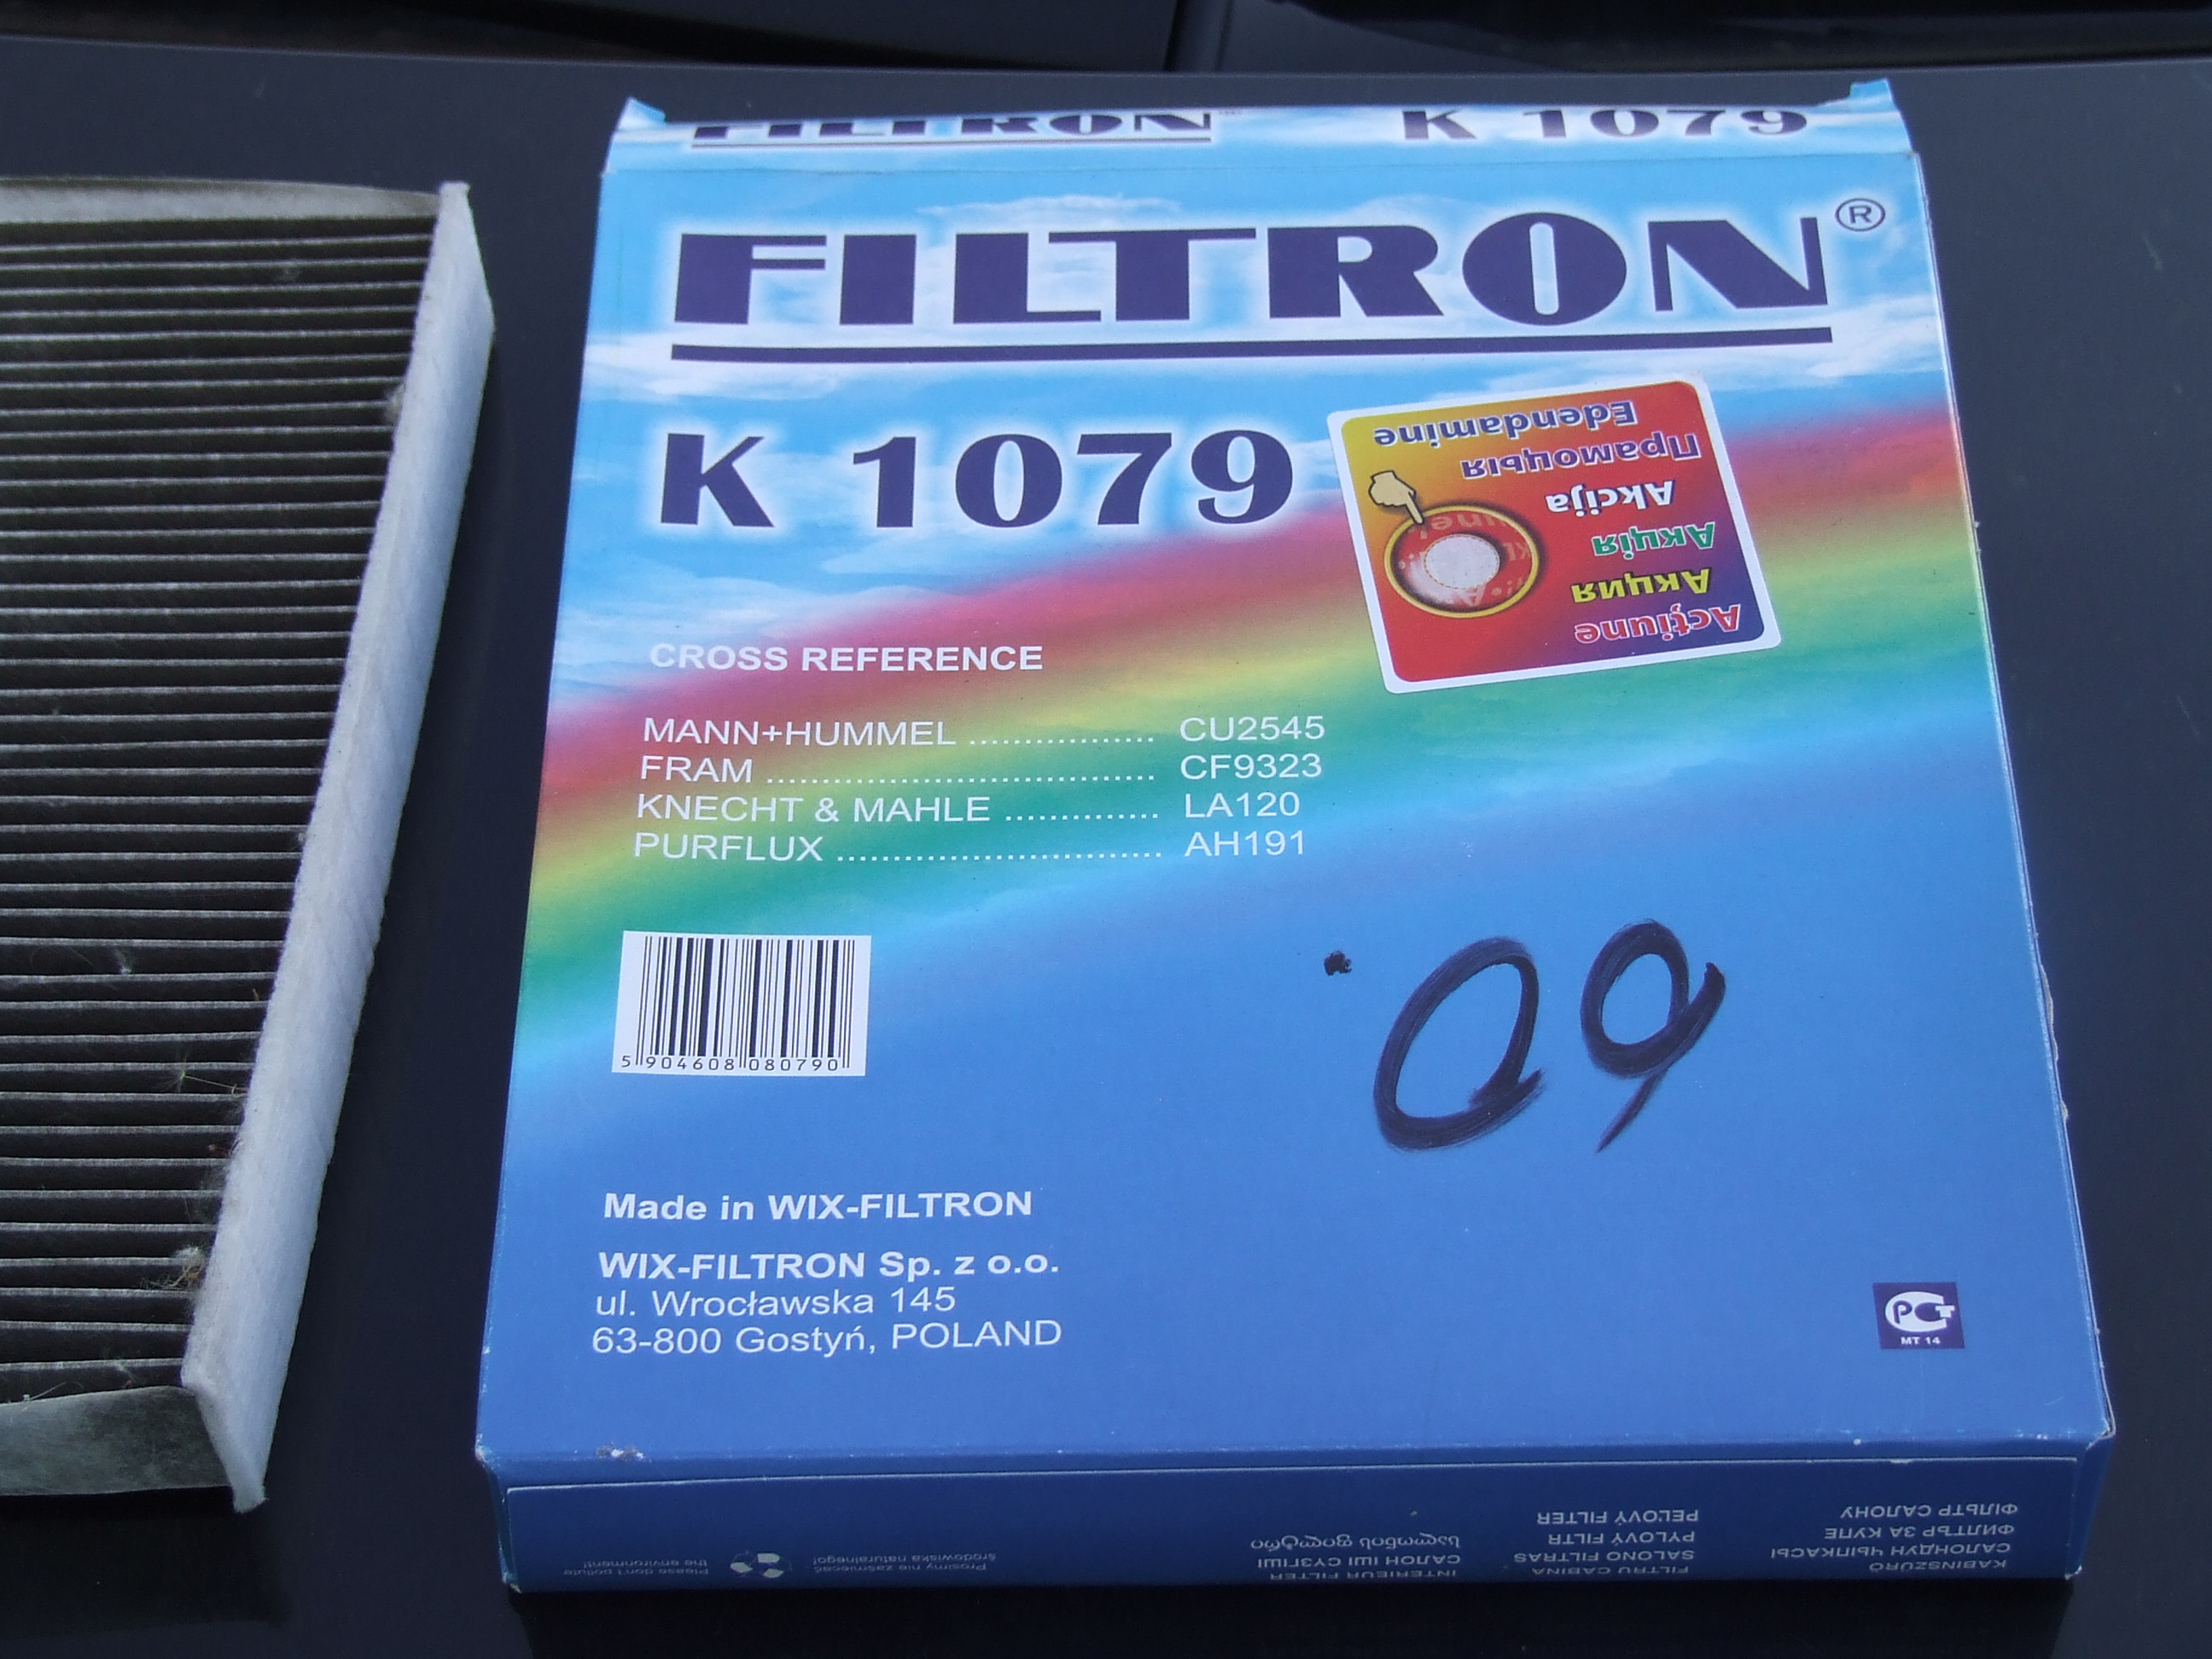 FILTRON K 1079
FILTRON®
K 1079
Edendamine
Прамоцыя
Akcija
Акція
Акция
Acțiune
CROSS REFERENCE
MANN+HUMMEL ................. CU2545
FRAM ................................... CF9323
KNECHT & MAHLE .............. LA120
PURFLUX ............................. AH191
5 904608 080790
09
Made in WIX-FILTRON
WIX-FILTRON Sp. z o.o.
ul. Wrocławska 145
63-800 Gostyń, POLAND
РСТ
МТ 14
KABINSZŰRŐ
САЛОНДУН ЧЫПКАСЫ
ФИЛТЪР ЗА КУПЕ
ФІЛЬТР САЛОНУ
FILTRU CABINA
SALONO FILTRAS
PYLOVÝ FILTR
PEĽOVÝ FILTER
INTERIEUR FILTER
САЛОН ІШІ СҮЗГІШІ
Prosimy nie zaśmiecać
środowiska naturalnego!
Please don't pollute
the environment!